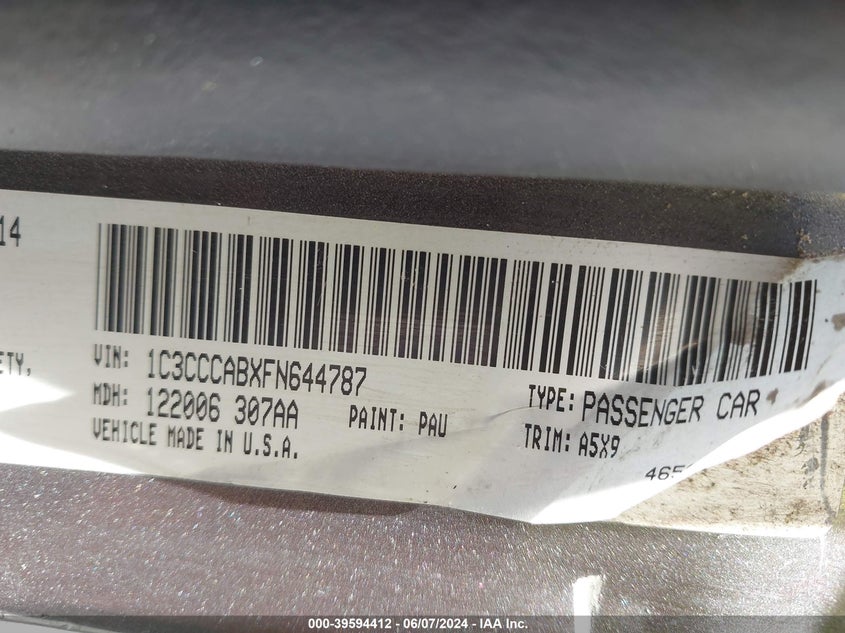 14
ETY,
VIN: 1C3CCCABXFN644787
MDH: 122006 307AA PAINT: PAU
VEHICLE MADE IN U.S.A.
TYPE: PASSENGER CAR
TRIM: A5X9
000-39594412 - 06/07/2024 - IAA Inc.